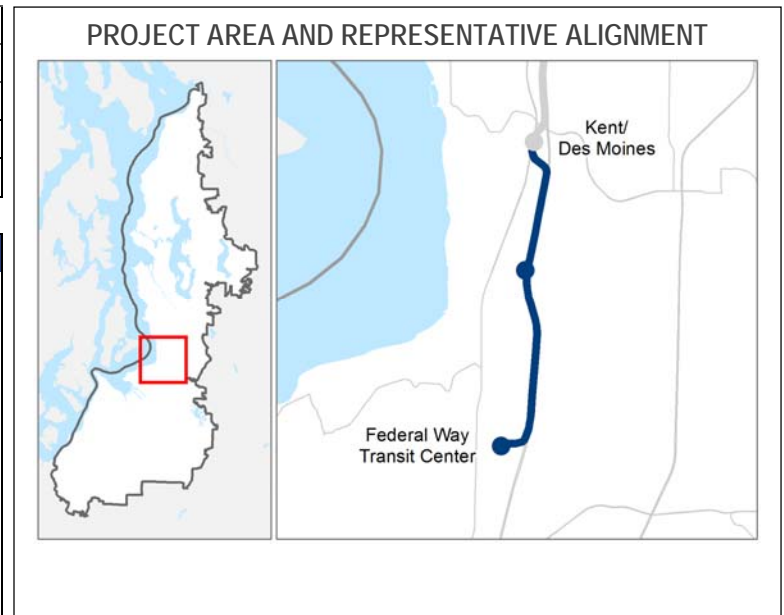 PROJECT AREA AND REPRESENTATIVE ALIGNMENT
Kent/
Des Moines
Federal Way
Transit Center